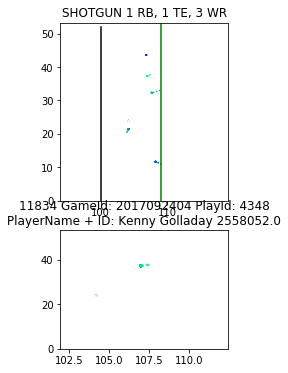 SHOTGUN 1 RB, 1 TE, 3 WR
50
40
30
20
10
0
100 110
11834 GameId: 2017092404 PlayId: 4348
PlayerName + ID: Kenny Golladay 2558052.0
40
20
0
102.5 105.0 107.5 110.0